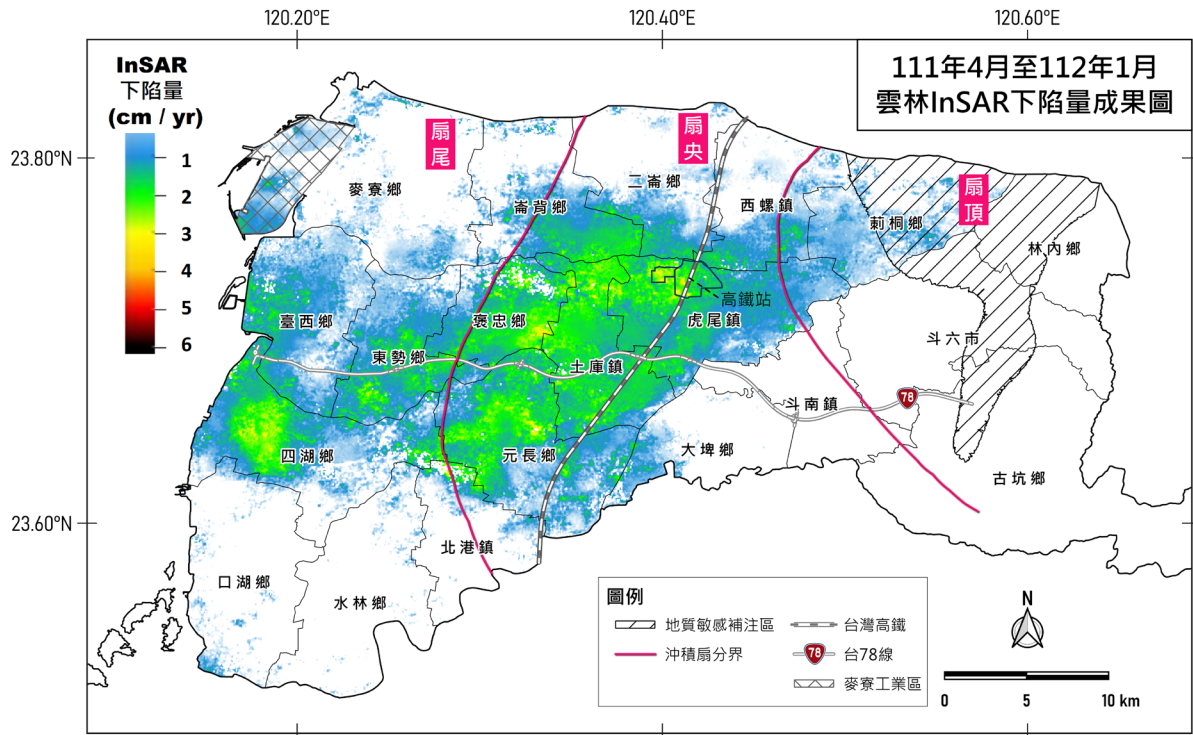 120.20°E
120.40°E
120.60°E
111年4月至112年1月
雲林InSAR下陷量成果圖
InSAR
下陷量
(cm / yr)
1
2
3
4
5
6
23.80°N
23.60°N
扇尾
扇央
扇頂
麥寮鄉
崙背鄉
二崙鄉
西螺鎮
莿桐鄉
林內鄉
高鐵站
臺西鄉
褒忠鄉
虎尾鎮
斗六市
東勢鄉
土庫鎮
斗南鎮
78
四湖鄉
元長鄉
大埤鄉
古坑鄉
北港鎮
口湖鄉
水林鄉
圖例
地質敏感補注區
台灣高鐵
沖積扇分界
78
台78線
麥寮工業區
N
0 5 10 km